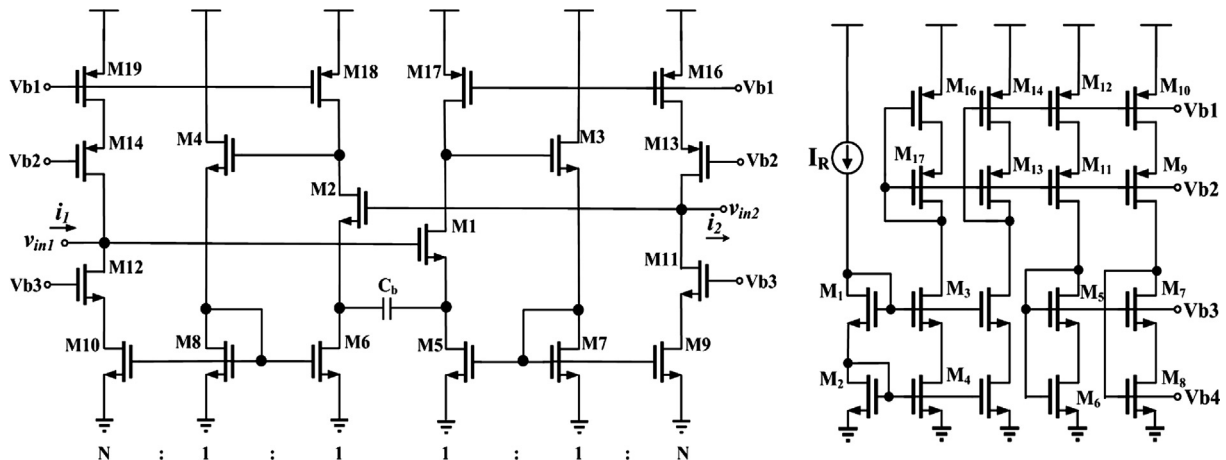 M19 M18 M17 M16
Vb1 Vb1
M4 M3
M14 M13
Vb2 Vb2
M2
i1 M1 i2
vin1 vin2
M12 M11
Vb3 Vb3
Cb
M10 M8 M6 M5 M7 M9
N : 1 : 1 1 : 1 : N
M16 M14 M12 M10
Vb1
IR
M17 M13 M11 M9
Vb2
M1 M3 M5 M7
Vb3
M2 M4 M6 M8
Vb4